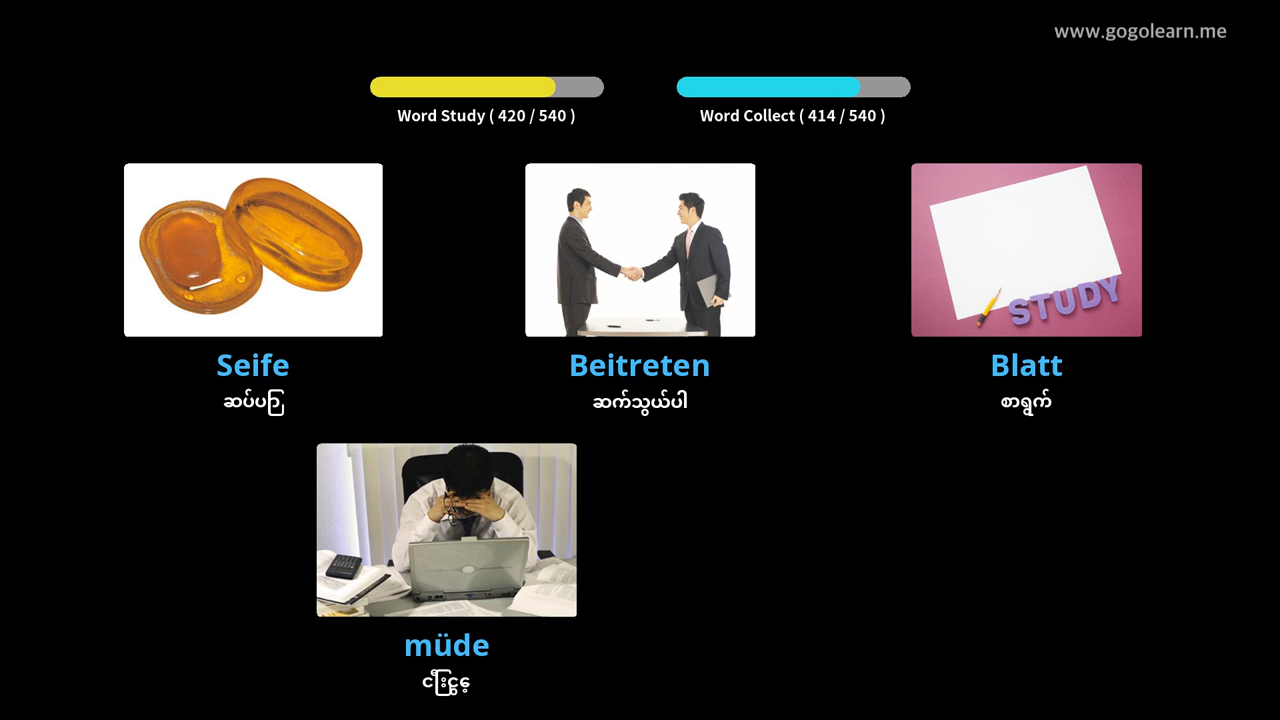 www.gogolearn.me
Word Study ( 420 / 540 )
Word Collect ( 414 / 540 )
STUDY
Seife
Beitreten
Blatt
ဆပ်ပြာ
ဆက်သွယ်ပါ
စာရွက်
müde
ငြီးငွေ့